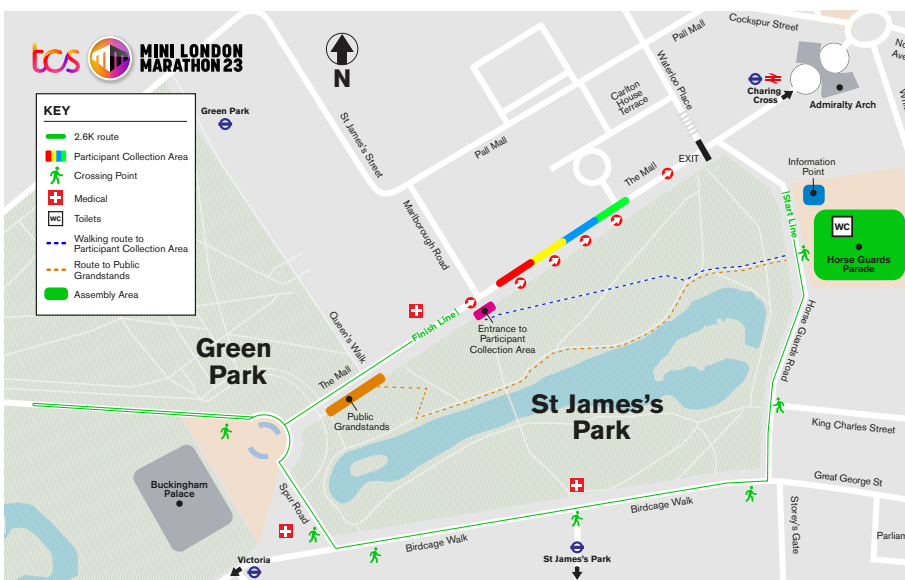 tcs
MINI LONDON
MARATHON 23
N
KEY
2.6K route
Participant Collection Area
Crossing Point
Medical
WC
Toilets
Walking route to
Participant Collection Area
Route to Public
Grandstands
Assembly Area
Green Park
St James's Street
Pall Mall
Marlborough Road
Queen's Walk
Pall Mall
Cockspur Street
Waterloo Place
Carlton
House
Terrace
Charing
Cross
Admiralty Arch
EXIT
The Mall
Information
Point
Start Line
WC
Horse Guards
Parade
Horse Guards Road
Finish Line
Entrance to
Participant
Collection Area
Green
Park
The Mall
Public
Grandstands
St James's
Park
King Charles Street
Great George St
Storey's Gate
Buckingham
Palace
Spur Road
Birdcage Walk
Birdcage Walk
Victoria
St James's Park